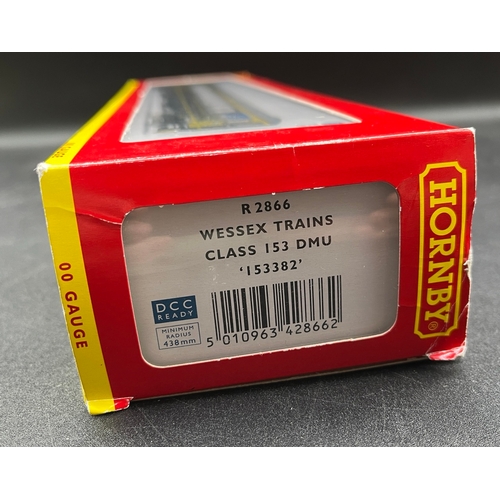 R 2866
WESSEX TRAINS
CLASS 153 DMU
'153382'
DCC
READY
MINIMUM
RADIUS
438mm
5 010963 428662
HORNBY®
00 GAUGE